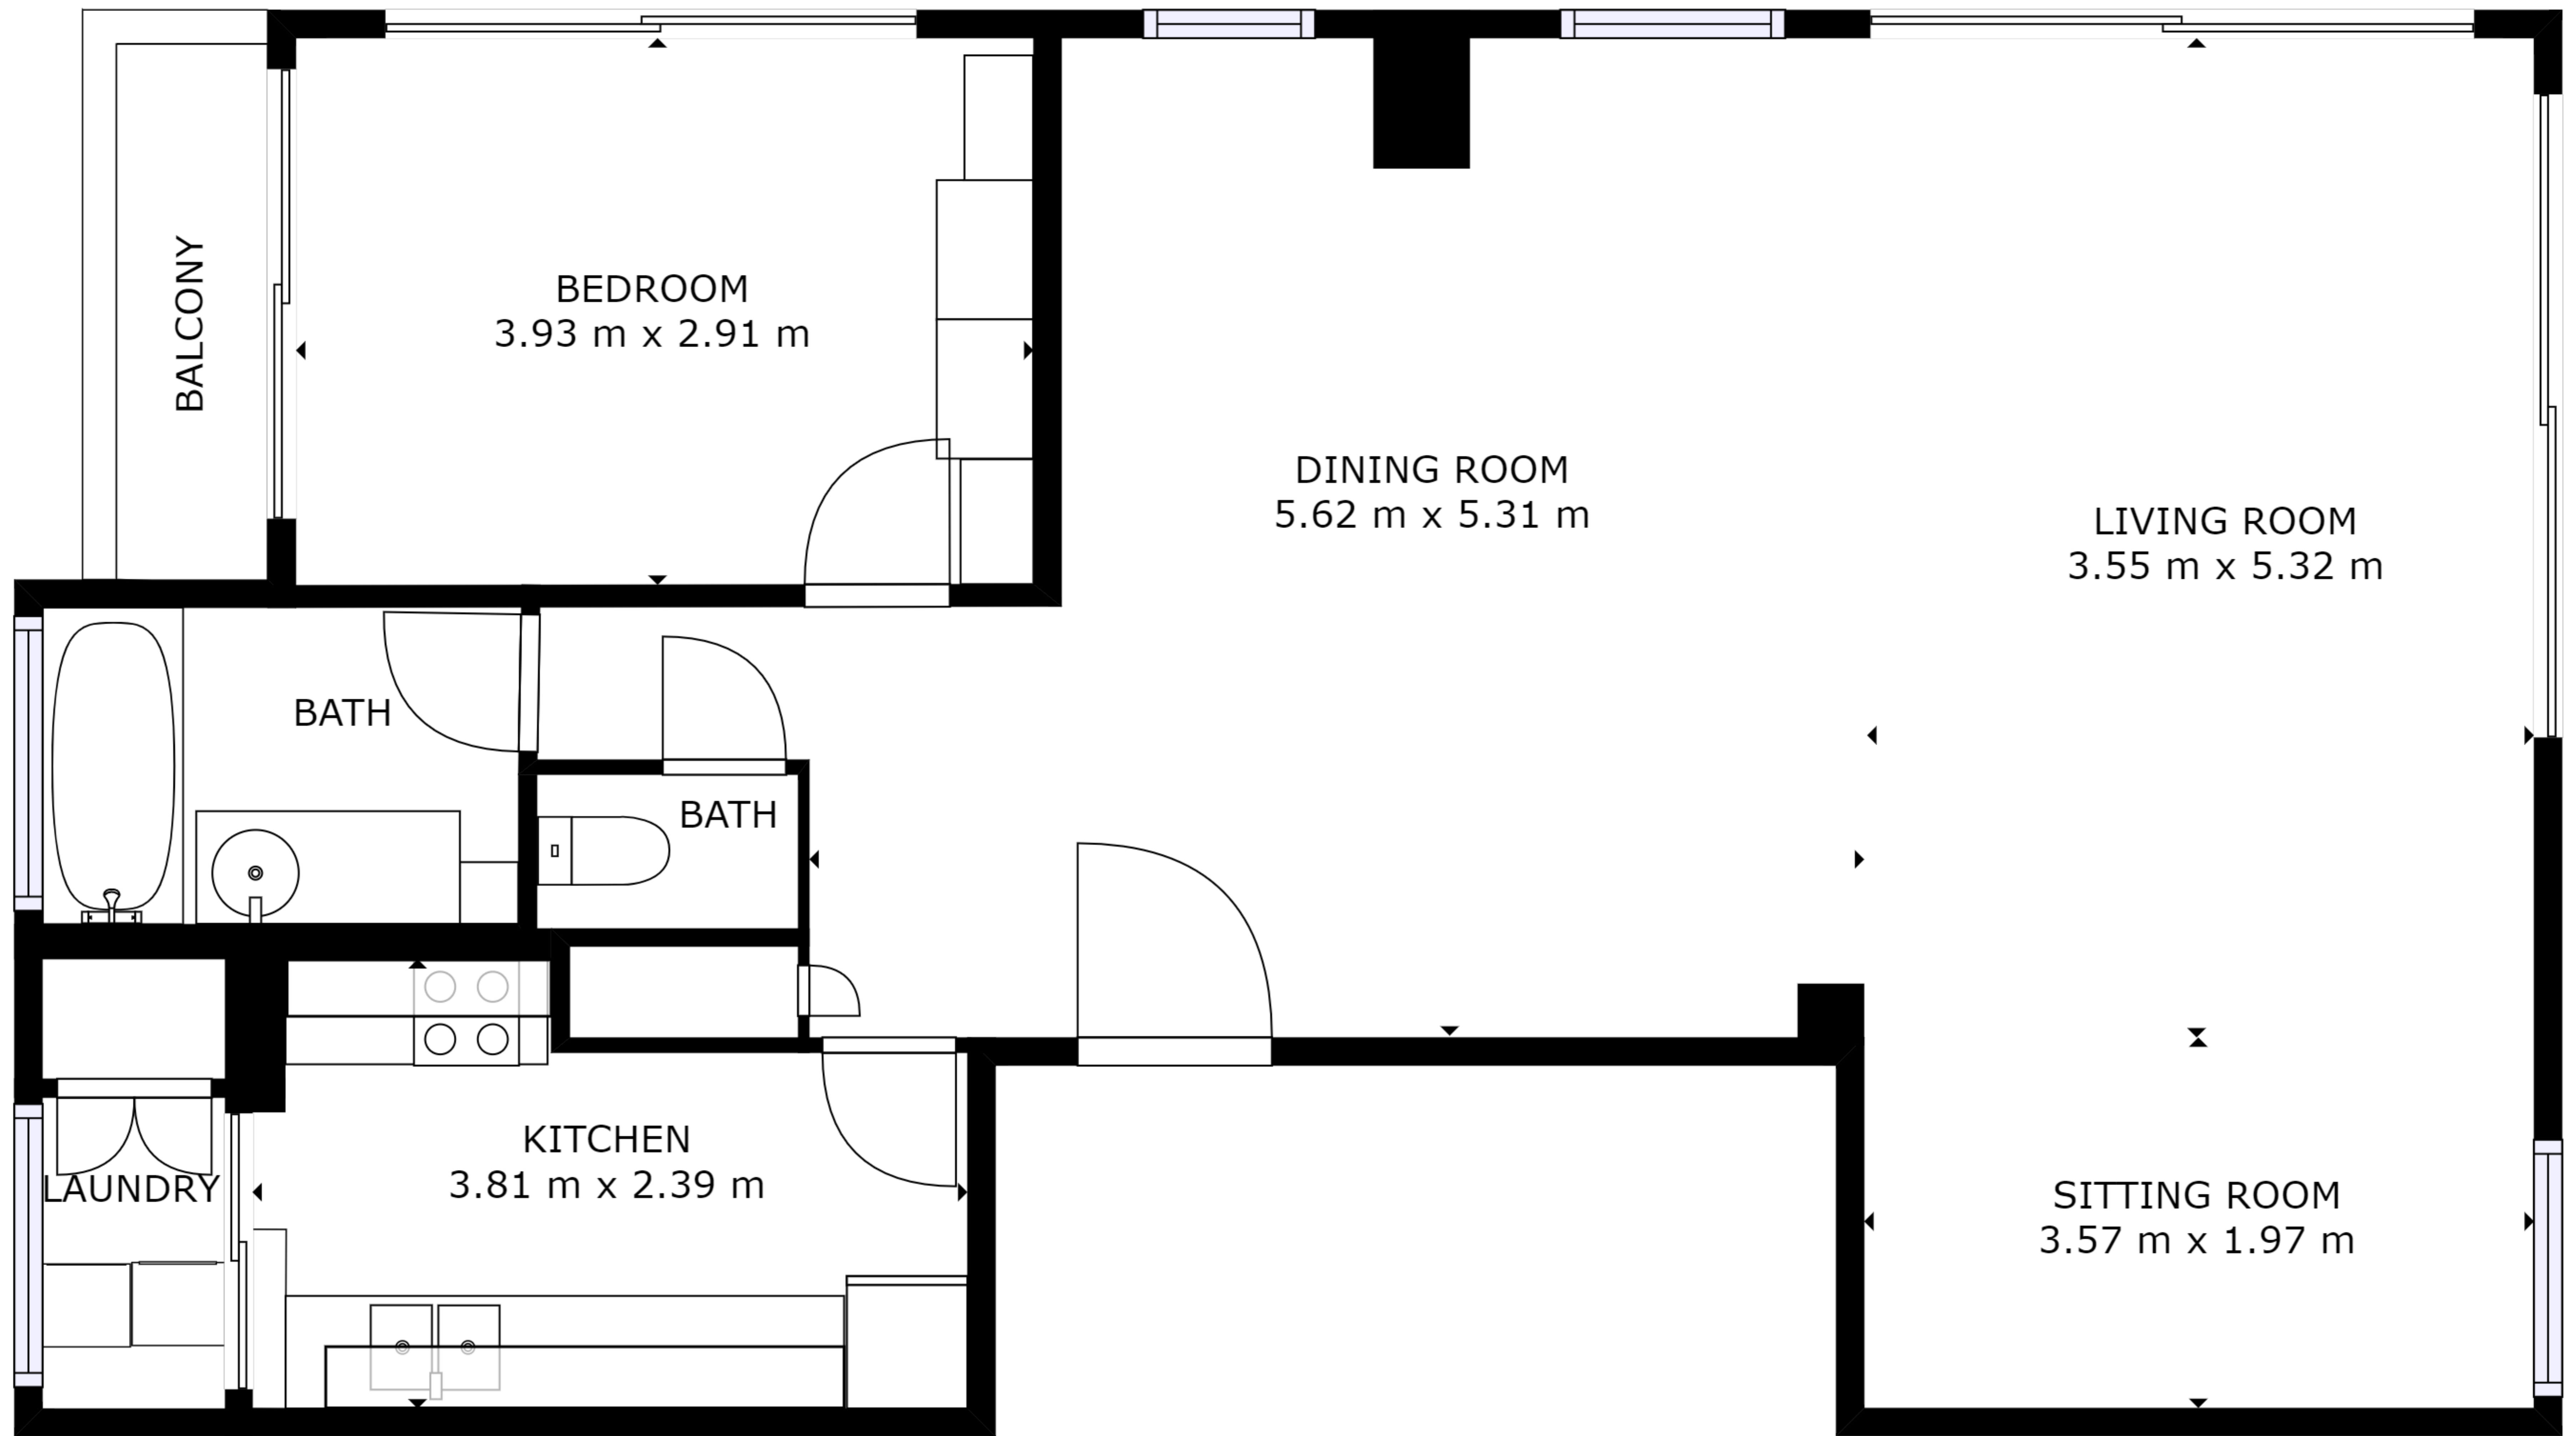 BALCONY
BEDROOM
3.93 m x 2.91 m
DINING ROOM
5.62 m x 5.31 m
LIVING ROOM
3.55 m x 5.32 m
BATH
BATH
KITCHEN
3.81 m x 2.39 m
LAUNDRY
SITTING ROOM
3.57 m x 1.97 m